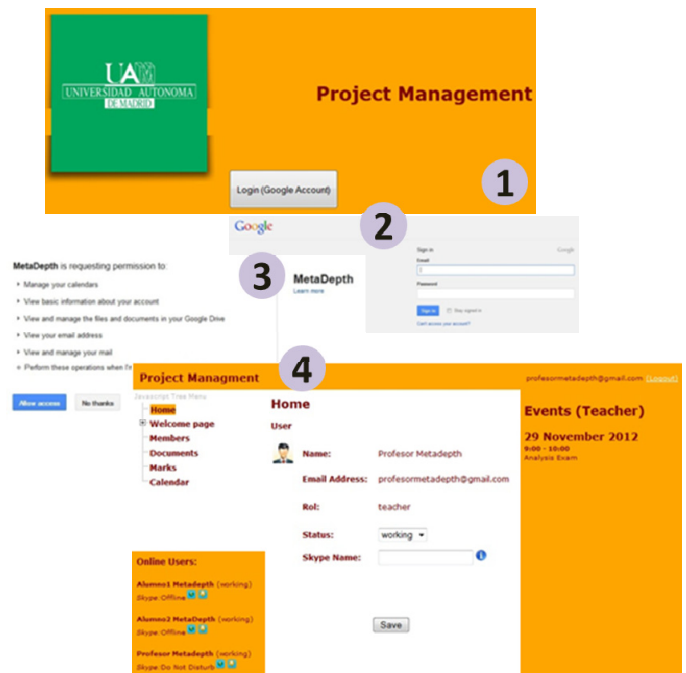 UAM
UNIVERSIDAD AUTONOMA
DE MADRID
Project Management
Login (Google Account)
1
Google
2
Sign in Google
Email
Password
Sign in Stay signed in
Can't access your account?
3
MetaDepth
Learn more
MetaDepth is requesting permission to:
Manage your calendars
View basic information about your account
View and manage the files and documents in your Google Drive
View your email address
View and manage your mail
Perform these operations when I'm
Allow access No thanks
4
Project Managment
profesormetadepth@gmail.com (Logout)
Javascript Tree Menu
Home
Welcome page
Members
Documents
Marks
Calendar
Home
User
Name: Profesor Metadepth
Email Address: profesormetadepth@gmail.com
Rol: teacher
Status: working
Skype Name:
Save
Events (Teacher)
29 November 2012
9:00 - 10:00
Analysis Exam
Online Users:
Alumno1 Metadepth (working)
Skype:Offline
Alumno2 MetaDepth (working)
Skype:Offline
Profesor Metadepth (working)
Skype:Do Not Disturb